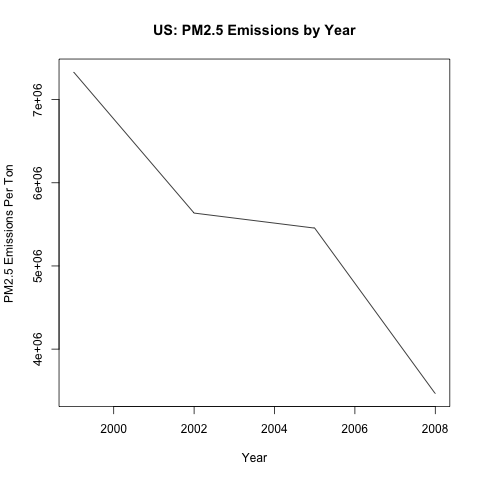 US: PM2.5 Emissions by Year
PM2.5 Emissions Per Ton
7e+06
6e+06
5e+06
4e+06
2000 2002 2004 2006 2008
Year